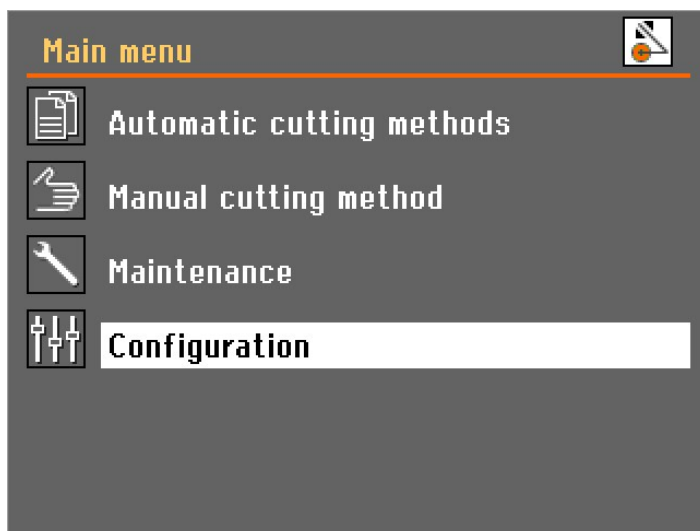 Main menu
Automatic cutting methods
Manual cutting method
Maintenance
Configuration